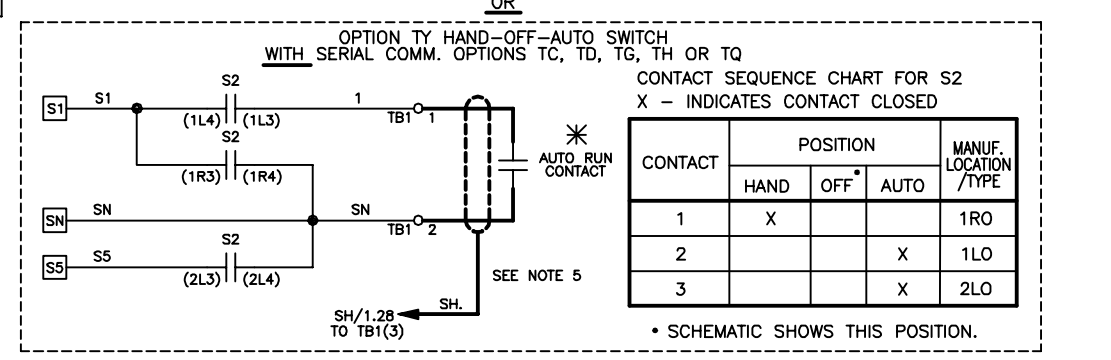 OR
OPTION TY HAND-OFF-AUTO SWITCH
WITH SERIAL COMM. OPTIONS TC, TD, TG, TH OR TQ
S1
S1
S2
(1L4)
(1L3)
1
TB1
1
S2
(1R3)
(1R4)
AUTO RUN
CONTACT
SN
SN
SN
TB1
2
S5
S5
S2
(2L3)
(2L4)
SEE NOTE 5
SH.
SH/1.28
TO TB1(3)
CONTACT SEQUENCE CHART FOR S2
X - INDICATES CONTACT CLOSED
CONTACT
POSITION
MANUF.
LOCATION
/TYPE
HAND
OFF•
AUTO
1 X 1RO
2 X 1LO
3 X 2LO
• SCHEMATIC SHOWS THIS POSITION.